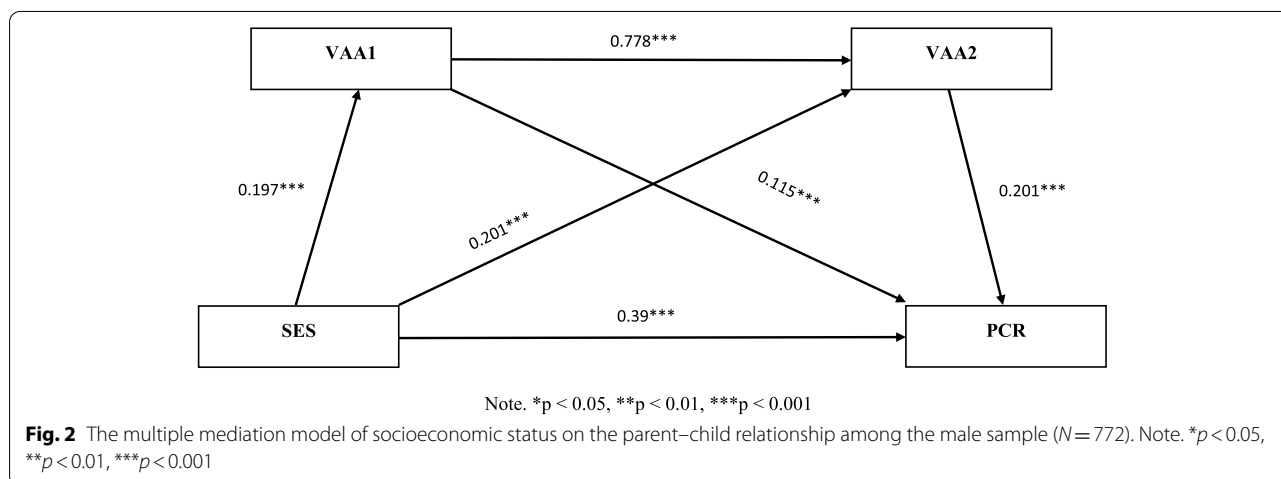 VAA1
0.778***
VAA2
0.197***
0.201***
0.115***
0.201***
SES
0.39***
PCR
Note. *p < 0.05, **p < 0.01, ***p < 0.001
Fig. 2 The multiple mediation model of socioeconomic status on the parent–child relationship among the male sample (N = 772). Note. *p < 0.05,
**p < 0.01, ***p < 0.001